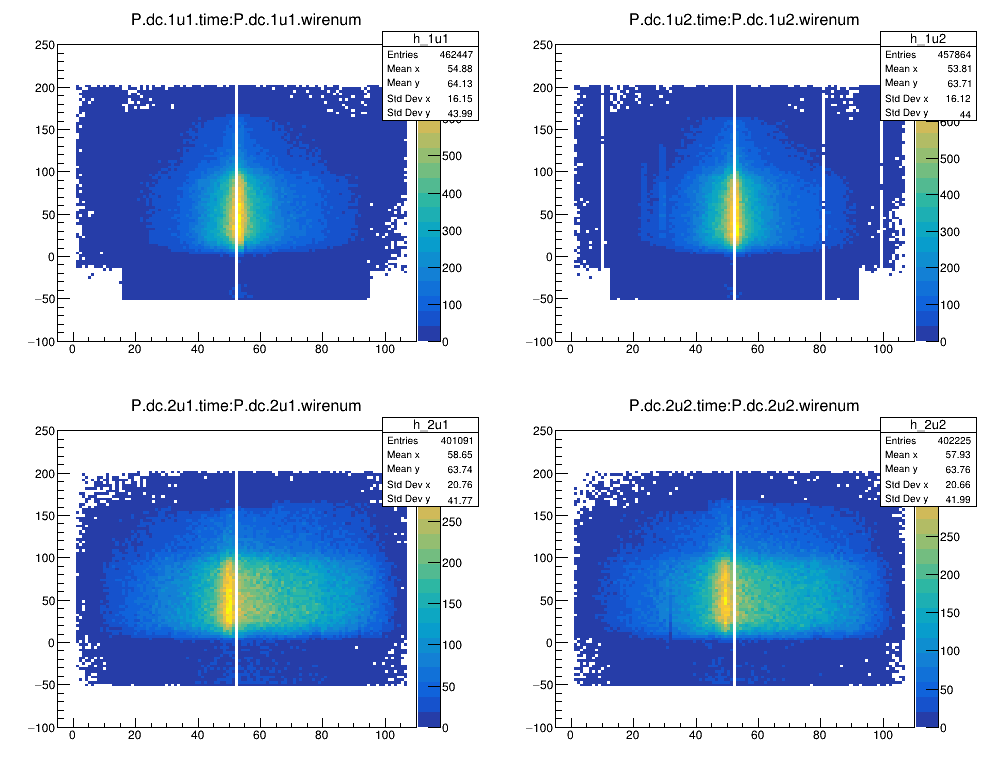 P.dc.1u1.time:P.dc.1u1.wirenum
h_1u1
Entries 462447
Mean x 54.88
Mean y 64.13
Std Dev x 16.15
Std Dev y 43.99
250
200
150
100
50
0
−50
−100
0 20 40 60 80 100
500
400
300
200
100
0
P.dc.1u2.time:P.dc.1u2.wirenum
h_1u2
Entries 457864
Mean x 53.81
Mean y 63.71
Std Dev x 16.12
Std Dev y 44
250
200
150
100
50
0
−50
−100
0 20 40 60 80 100
600
500
400
300
200
100
0
P.dc.2u1.time:P.dc.2u1.wirenum
h_2u1
Entries 401091
Mean x 58.65
Mean y 63.74
Std Dev x 20.76
Std Dev y 41.77
250
200
150
100
50
0
−50
−100
0 20 40 60 80 100
250
200
150
100
50
0
P.dc.2u2.time:P.dc.2u2.wirenum
h_2u2
Entries 402225
Mean x 57.93
Mean y 63.76
Std Dev x 20.66
Std Dev y 41.99
250
200
150
100
50
0
−50
−100
0 20 40 60 80 100
250
200
150
100
50
0